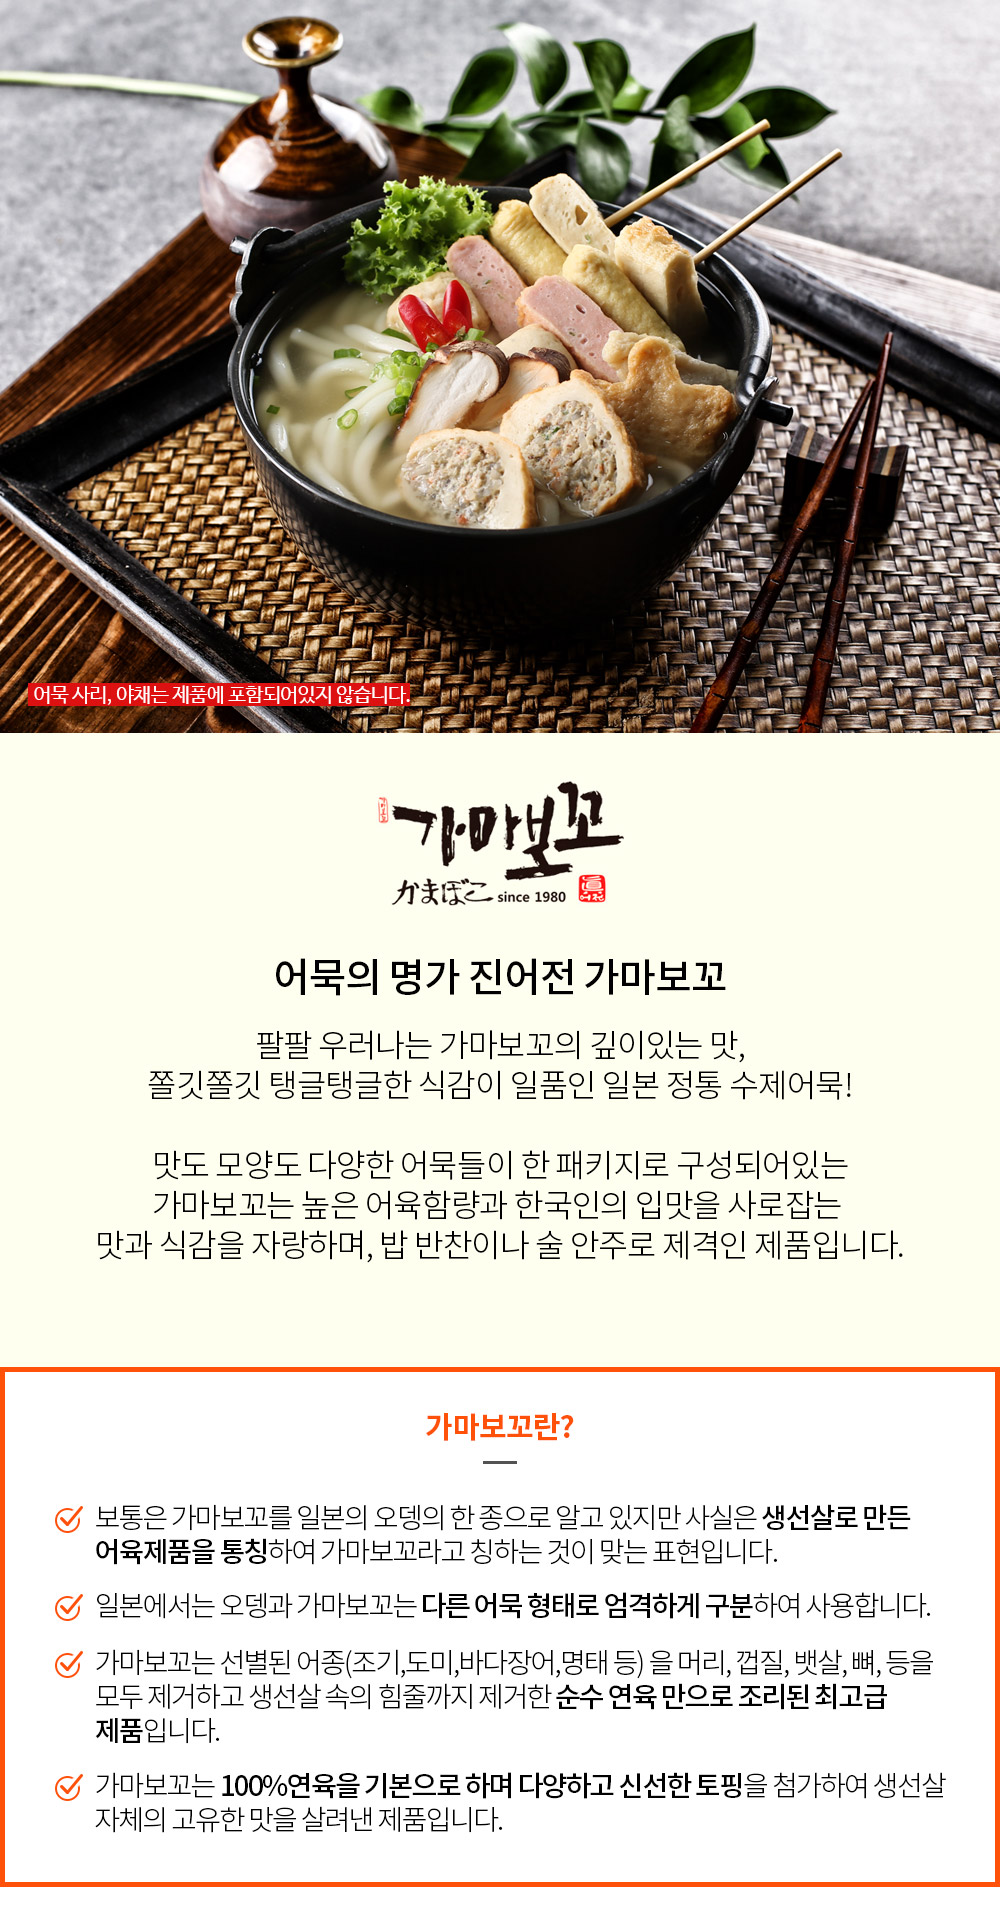 어묵 사리, 야채는 제품에 포함되어있지 않습니다.
가마보꼬
かまぼこ since 1980
어전
어묵의 명가 진어전 가마보꼬
팔팔 우러나는 가마보꼬의 깊이있는 맛,
쫄깃쫄깃 탱글탱글한 식감이 일품인 일본 정통 수제어묵!
맛도 모양도 다양한 어묵들이 한 패키지로 구성되어있는
가마보꼬는 높은 어육함량과 한국인의 입맛을 사로잡는
맛과 식감을 자랑하며, 밥 반찬이나 술 안주로 제격인 제품입니다.
가마보꼬란?
보통은 가마보꼬를 일본의 오뎅의 한 종으로 알고 있지만 사실은 생선살로 만든
어육제품을 통칭하여 가마보꼬라고 칭하는 것이 맞는 표현입니다.
일본에서는 오뎅과 가마보꼬는 다른 어묵 형태로 엄격하게 구분하여 사용합니다.
가마보꼬는 선별된 어종(조기,도미,바다장어,명태 등) 을 머리, 껍질, 뱃살, 뼈, 등을
모두 제거하고 생선살 속의 힘줄까지 제거한 순수 연육 만으로 조리된 최고급
제품입니다.
가마보꼬는 100%연육을 기본으로 하며 다양하고 신선한 토핑을 첨가하여 생선살
자체의 고유한 맛을 살려낸 제품입니다.